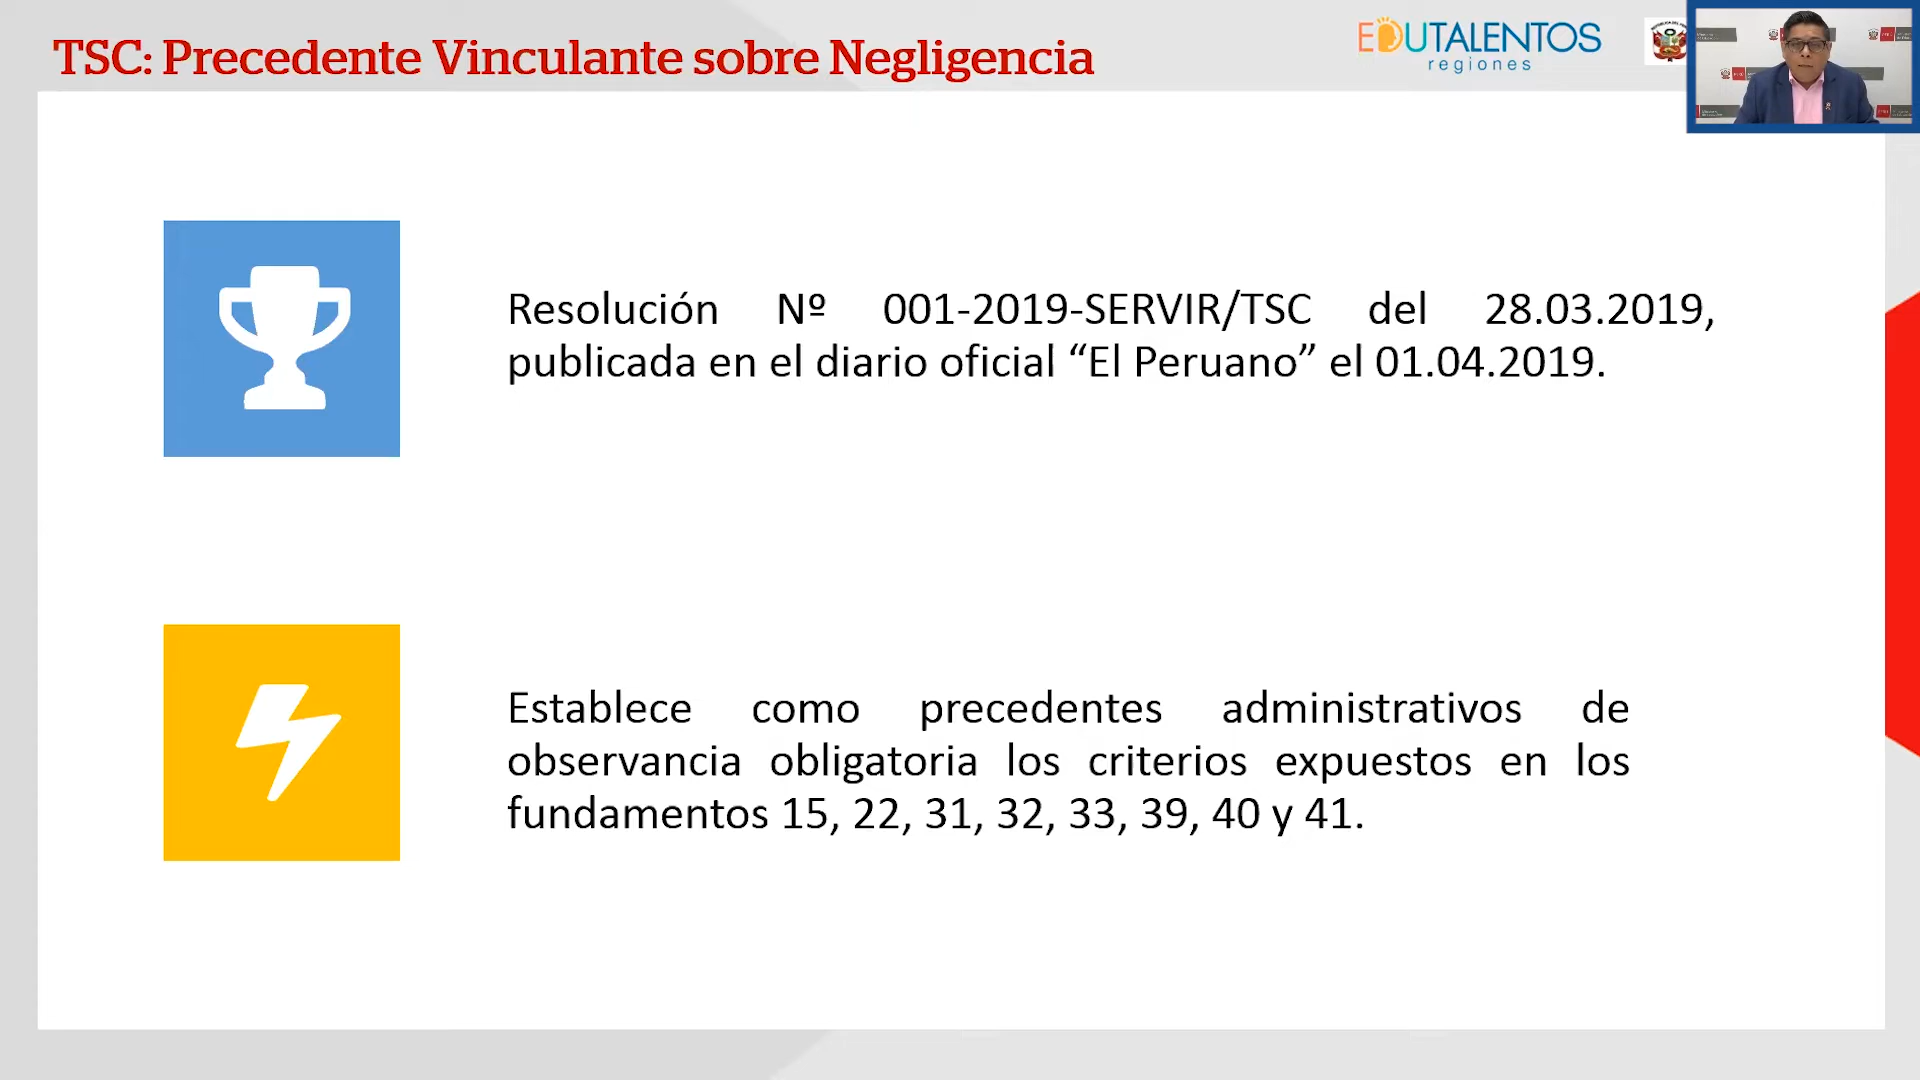 TSC: Precedente Vinculante sobre Negligencia
EDUTALENTOS
regiones
Resolución Nº 001-2019-SERVIR/TSC del 28.03.2019,
publicada en el diario oficial “El Peruano” el 01.04.2019.
Establece como precedentes administrativos de
observancia obligatoria los criterios expuestos en los
fundamentos 15, 22, 31, 32, 33, 39, 40 y 41.